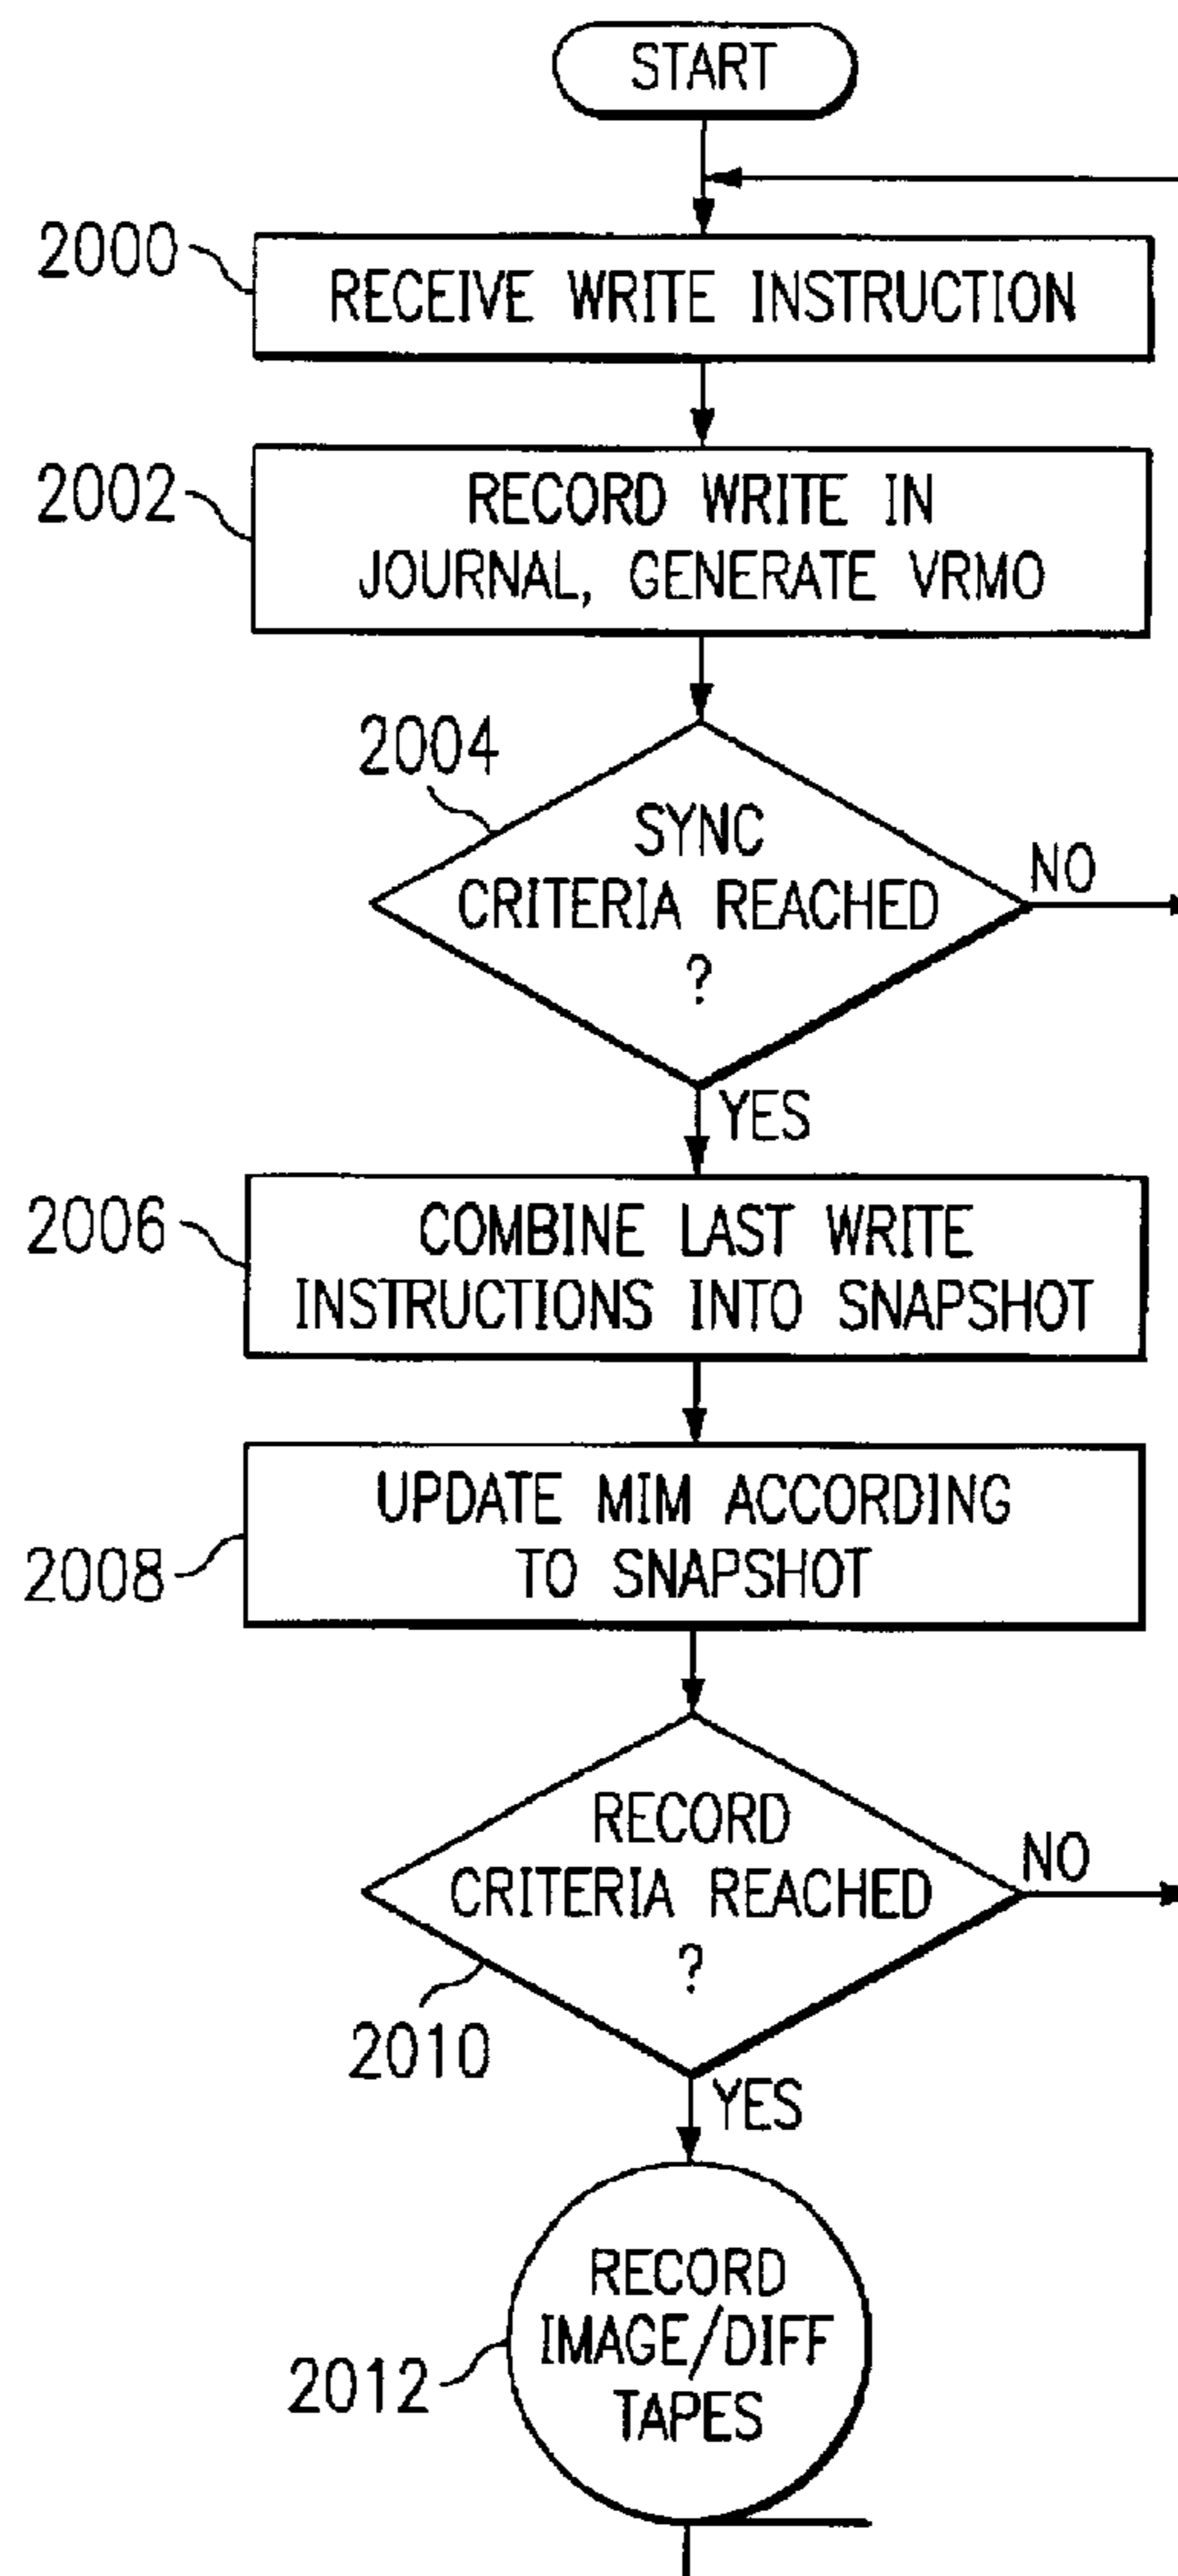 START
2000
RECEIVE WRITE INSTRUCTION
2002
RECORD WRITE IN
JOURNAL, GENERATE VRMO
2004
SYNC
CRITERIA REACHED
?
NO
YES
2006
COMBINE LAST WRITE
INSTRUCTIONS INTO SNAPSHOT
UPDATE MIM ACCORDING
TO SNAPSHOT
2008
RECORD
CRITERIA REACHED
?
NO
2010
YES
RECORD
IMAGE/DIFF
TAPES
2012